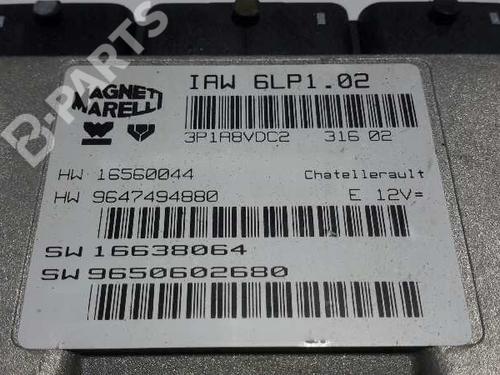 B-PARTS
MAGNETI MARELLI
IAW 6LP1.02
3P1A8VDC2 316 02
HW 16560044 Chatellerault
HW 9647494880 E 12V=
SW 16638064
SW 9650602680